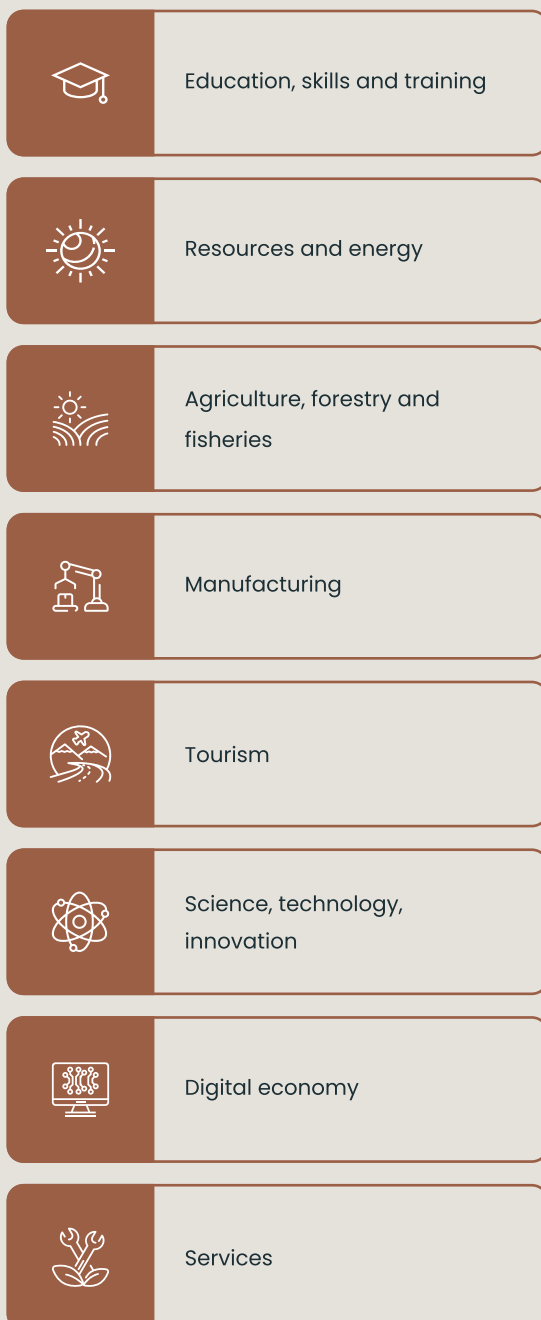 Education, skills and training
Resources and energy
Agriculture, forestry and
fisheries
Manufacturing
Tourism
Science, technology,
innovation
Digital economy
Services